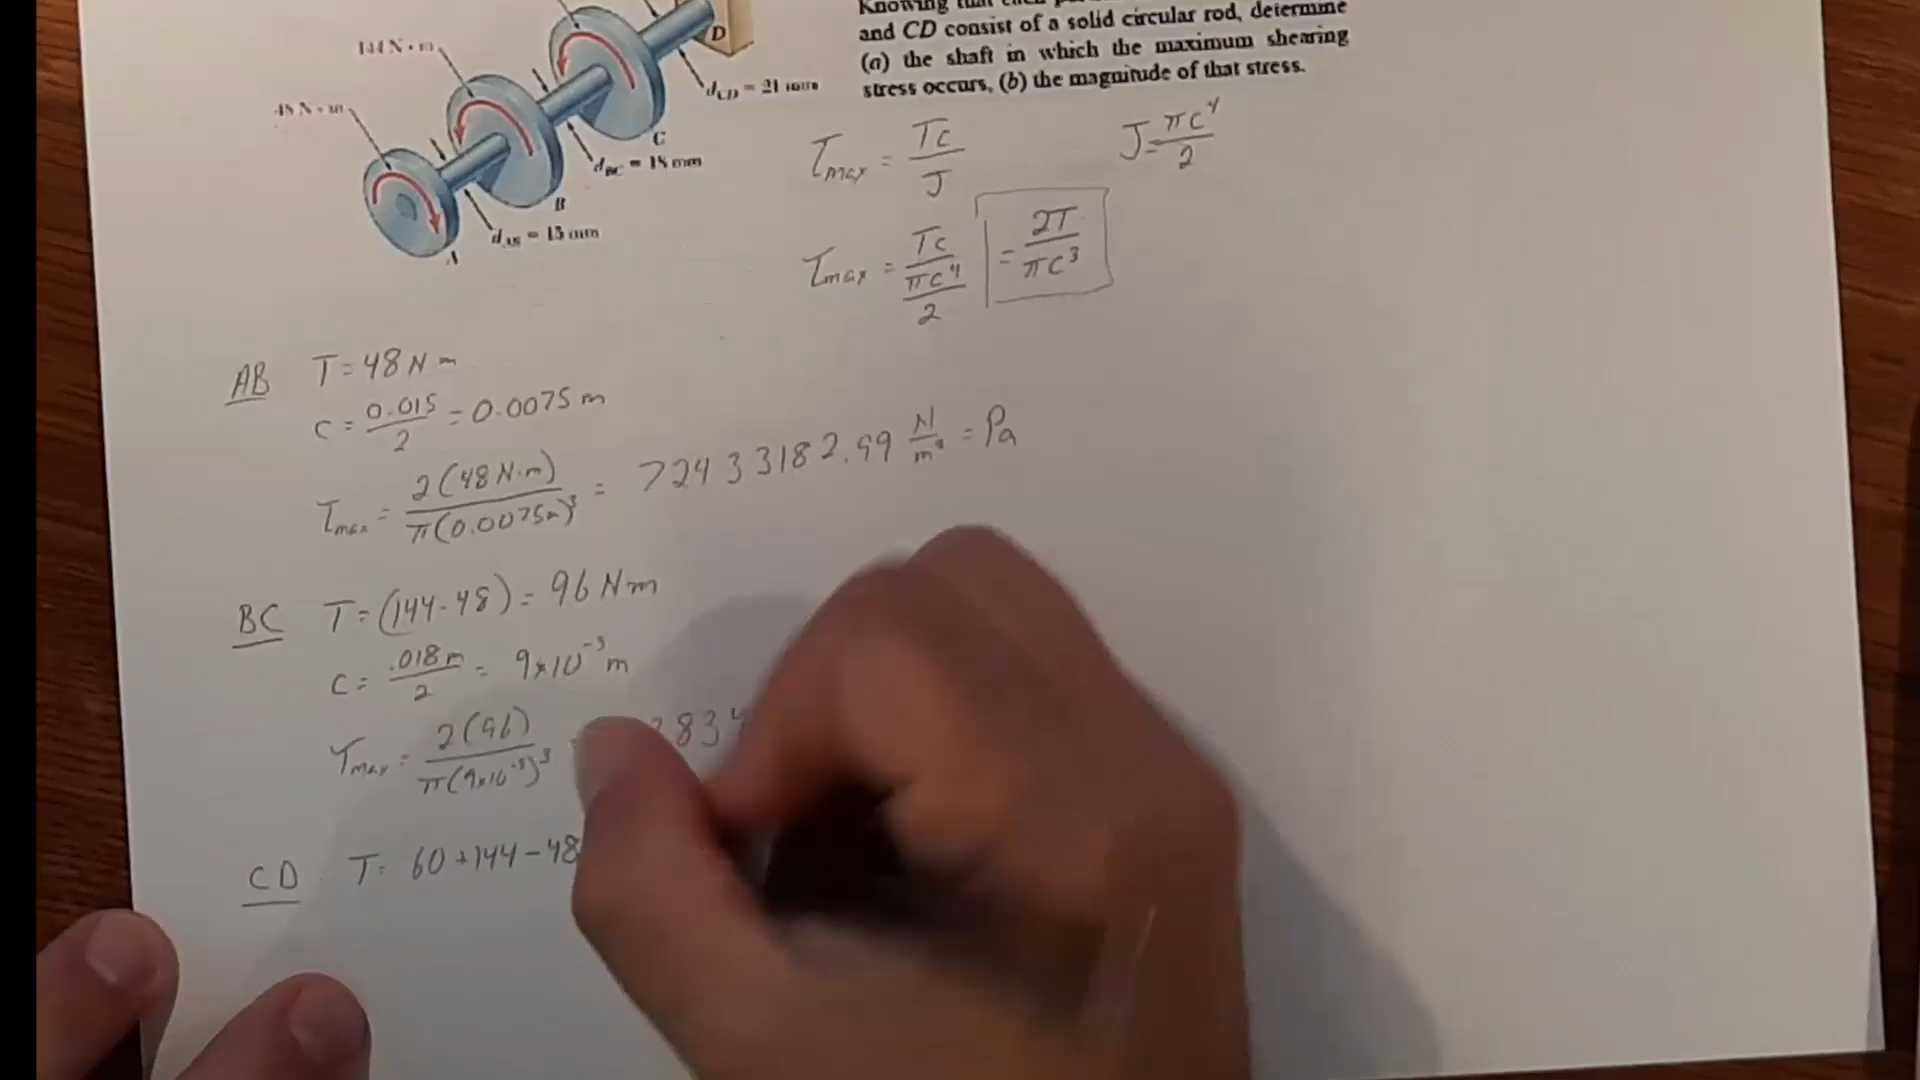 and CD consist of a solid circular rod, determine
(a) the shaft in which the maximum shearing
stress occurs, (b) the magnitude of that stress.
144 N·m
48 N·m
D
d_CD = 21 mm
C
d_BC = 18 mm
B
d_AB = 15 mm
A
τmax = Tc/J
J = πc⁴/2
τmax = Tc/(πc⁴/2) = 2T/πc³
AB T = 48 N m
c = 0.015/2 = 0.0075 m
τmax = 2(48 N·m)/π(0.0075m)³ = 72433182.99 N/m² = Pa
BC T = (144-48) = 96 Nm
c = .018m/2 = 9×10⁻³ m
τmax = 2(96)/π(9×10⁻³)³
CD T = 60+144-48